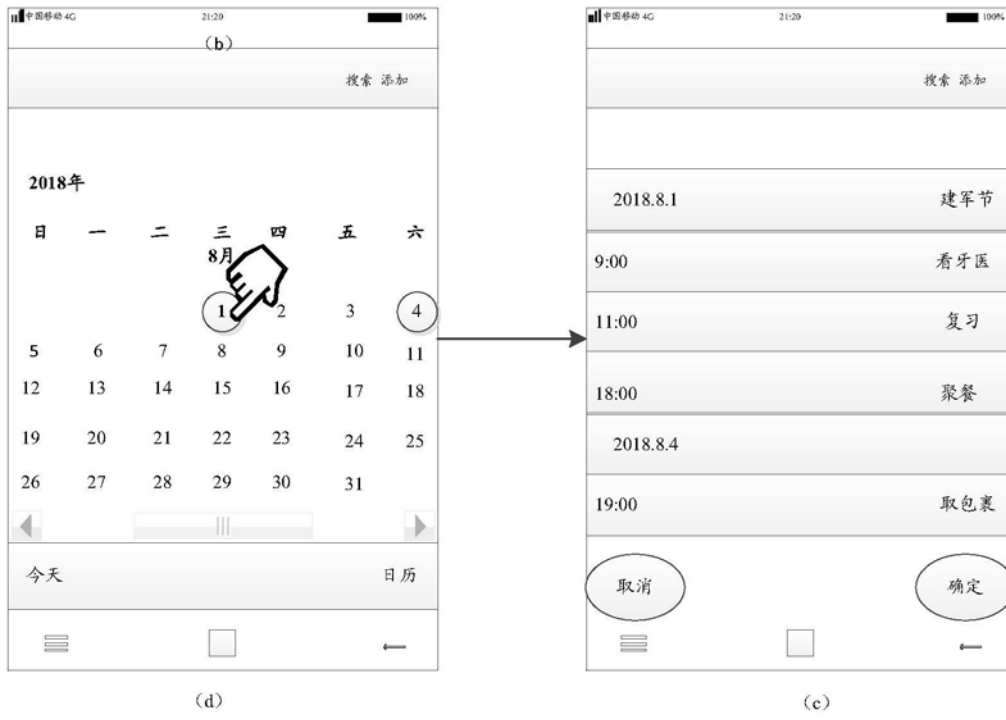 中国移动 4G 21:20 100%
(b)
搜索 添加
2018年
日 一 二 三 四 五 六
8月
1 2 3 4
5 6 7 8 9 10 11
12 13 14 15 16 17 18
19 20 21 22 23 24 25
26 27 28 29 30 31
今天 日历
(d)
中国移动 4G 21:20 100%
搜索 添加
2018.8.1 建军节
9:00 看牙医
11:00 复习
18:00 聚餐
2018.8.4
19:00 取包裹
取消 确定
(c)